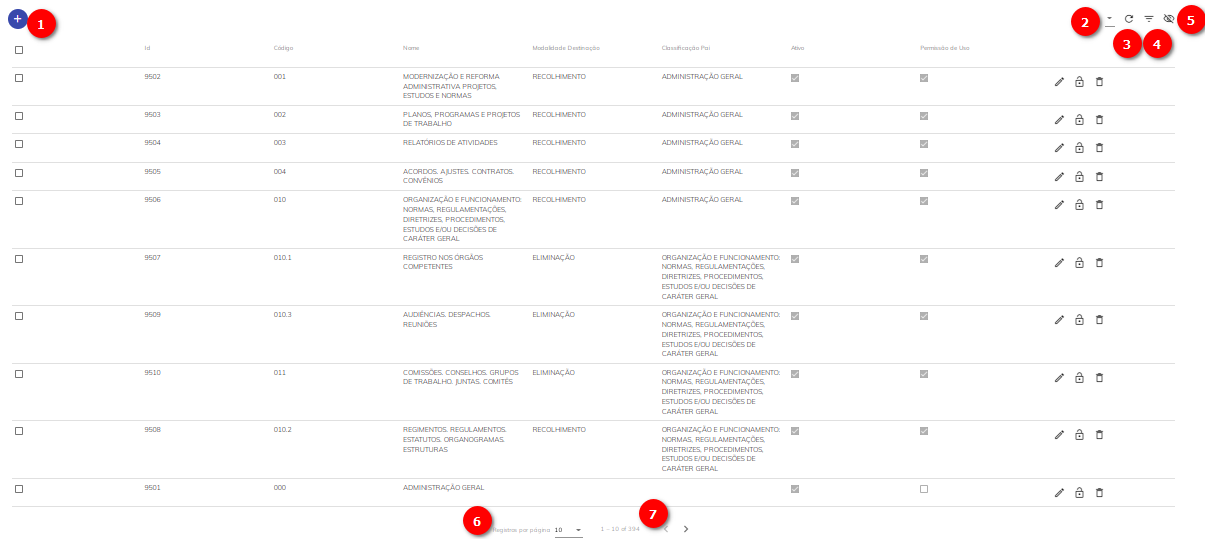 + 1 2 5
3 4
Id Código Nome Modalidade Destinação Classificação Pai Ativo Permissão de Uso
9502 001 MODERNIZAÇÃO E REFORMA RECOLHIMENTO ADMINISTRAÇÃO GERAL
ADMINISTRATIVA PROJETOS,
ESTUDOS E NORMAS
9503 002 PLANOS, PROGRAMAS E PROJETOS RECOLHIMENTO ADMINISTRAÇÃO GERAL
DE TRABALHO
9504 003 RELATÓRIOS DE ATIVIDADES RECOLHIMENTO ADMINISTRAÇÃO GERAL
9505 004 ACORDOS. AJUSTES. CONTRATOS. RECOLHIMENTO ADMINISTRAÇÃO GERAL
CONVÊNIOS
9506 010 ORGANIZAÇÃO E FUNCIONAMENTO: RECOLHIMENTO ADMINISTRAÇÃO GERAL
NORMAS, REGULAMENTAÇÕES,
DIRETRIZES, PROCEDIMENTOS,
ESTUDOS E/OU DECISÕES DE
CARÁTER GERAL
9507 010.1 REGISTRO NOS ÓRGÃOS ELIMINAÇÃO ORGANIZAÇÃO E FUNCIONAMENTO:
COMPETENTES NORMAS, REGULAMENTAÇÕES,
DIRETRIZES, PROCEDIMENTOS,
ESTUDOS E/OU DECISÕES DE
CARÁTER GERAL
9509 010.3 AUDIÊNCIAS. DESPACHOS. ELIMINAÇÃO ORGANIZAÇÃO E FUNCIONAMENTO:
REUNIÕES NORMAS, REGULAMENTAÇÕES,
DIRETRIZES, PROCEDIMENTOS,
ESTUDOS E/OU DECISÕES DE
CARÁTER GERAL
9510 011 COMISSÕES. CONSELHOS. GRUPOS ELIMINAÇÃO ORGANIZAÇÃO E FUNCIONAMENTO:
DE TRABALHO. JUNTAS. COMITÊS NORMAS, REGULAMENTAÇÕES,
DIRETRIZES, PROCEDIMENTOS,
ESTUDOS E/OU DECISÕES DE
CARÁTER GERAL
9508 010.2 REGIMENTOS. REGULAMENTOS. RECOLHIMENTO ORGANIZAÇÃO E FUNCIONAMENTO:
ESTATUTOS. ORGANOGRAMAS. NORMAS, REGULAMENTAÇÕES,
ESTRUTURAS DIRETRIZES, PROCEDIMENTOS,
ESTUDOS E/OU DECISÕES DE
CARÁTER GERAL
9501 000 ADMINISTRAÇÃO GERAL
6 Registros por página 10 1 – 10 of 394 7